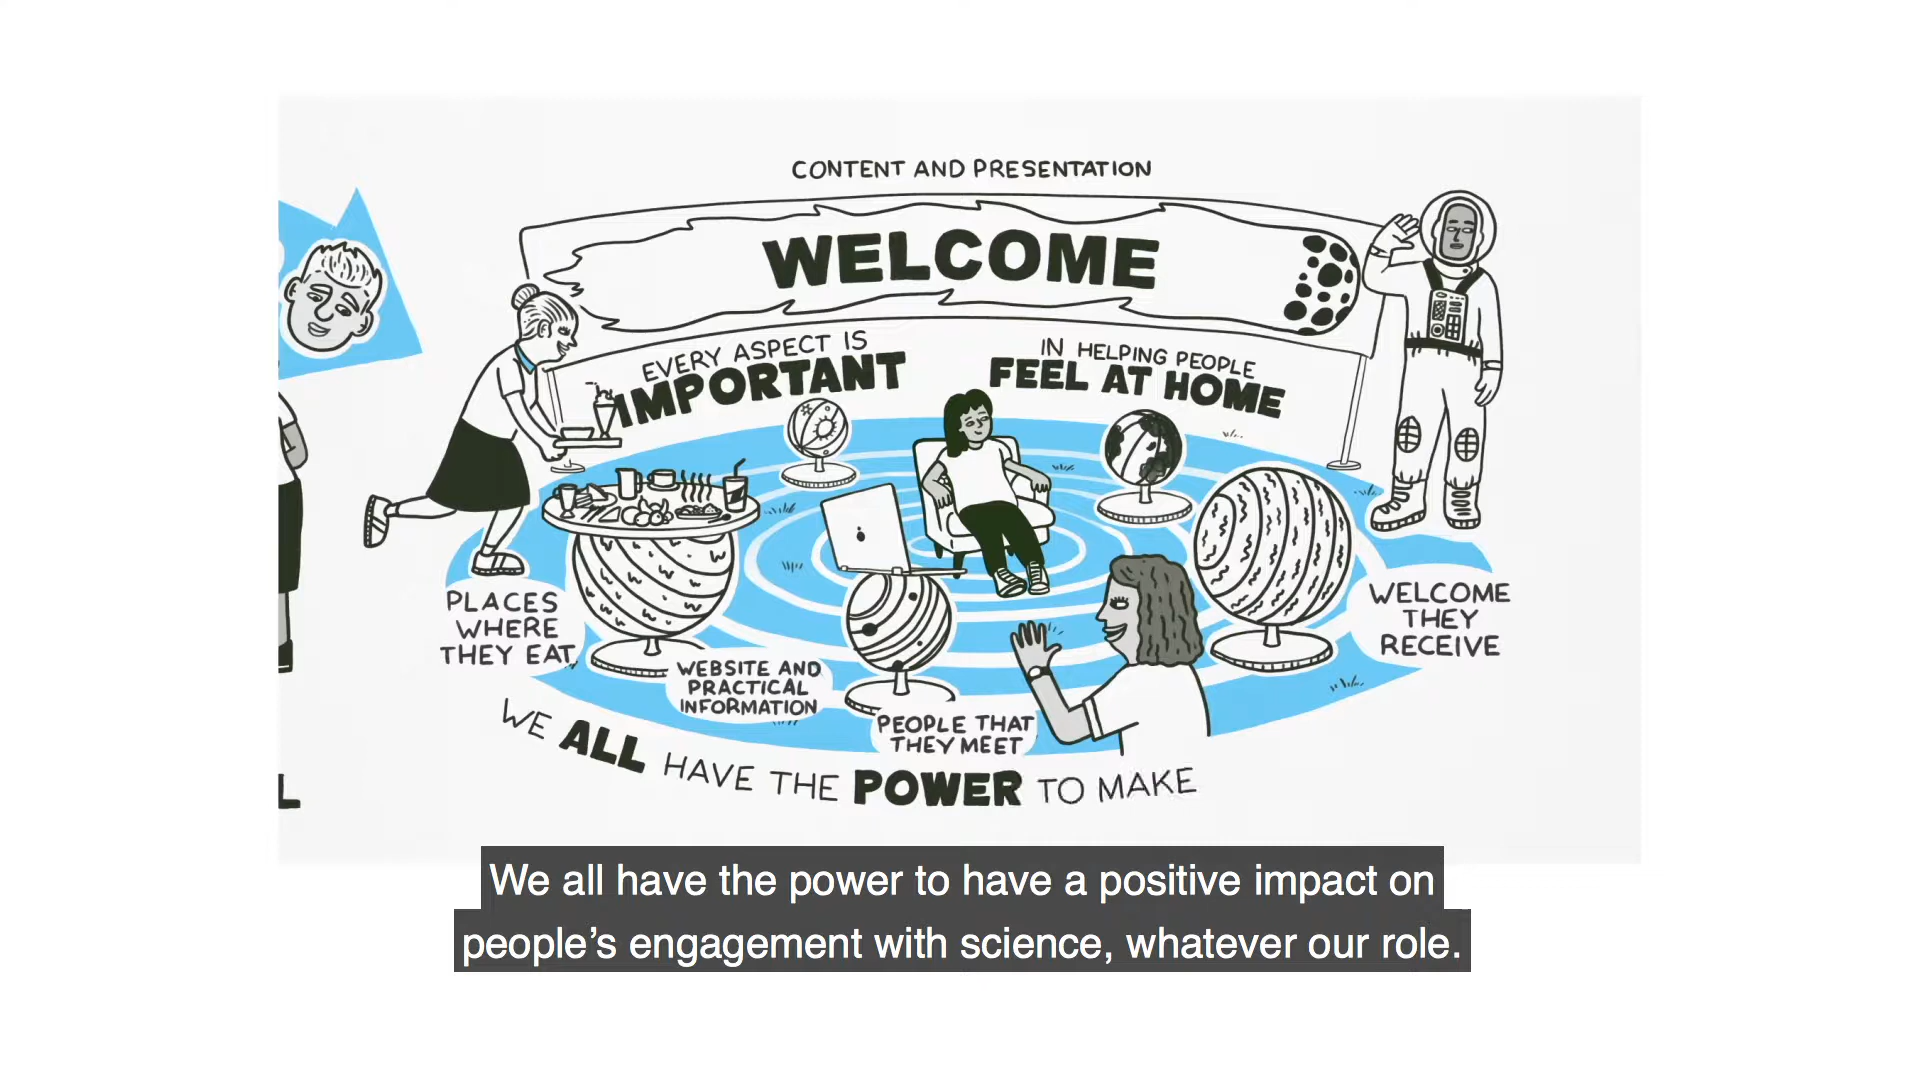 CONTENT AND PRESENTATION
WELCOME
EVERY ASPECT IS
IMPORTANT
IN HELPING PEOPLE
FEEL AT HOME
PLACES
WHERE
THEY EAT
WEBSITE AND
PRACTICAL
INFORMATION
PEOPLE THAT
THEY MEET
WELCOME
THEY
RECEIVE
WE ALL HAVE THE POWER TO MAKE
L
We all have the power to have a positive impact on
people’s engagement with science, whatever our role.